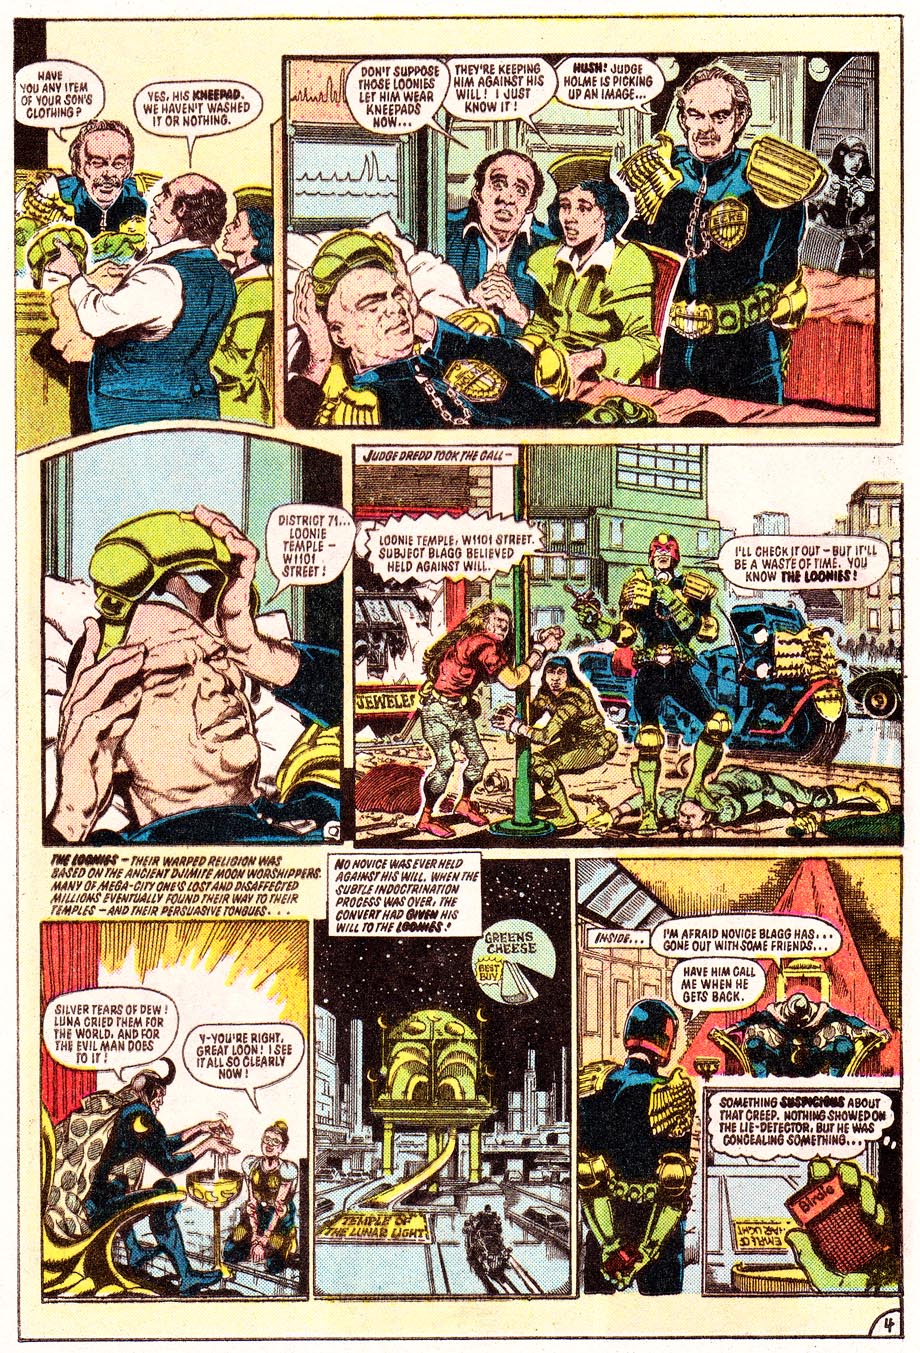 HAVE
YOU ANY ITEM
OF YOUR SON'S
CLOTHING?
YES, HIS KNEEPAD.
WE HAVEN'T WASHED
IT OR NOTHING.
DON'T SUPPOSE
THOSE LOONIES
LET HIM WEAR
KNEEPADS
NOW...
THEY'RE KEEPING
HIM AGAINST HIS
WILL! I JUST
KNOW IT!
HUSH! JUDGE
HOLME IS PICKING
UP AN IMAGE...
DISTRICT 71...
LOONIE
TEMPLE -
W1101
STREET!
JUDGE DREDD TOOK THE CALL -
LOONIE TEMPLE, W1101 STREET.
SUBJECT BLAGG BELIEVED
HELD AGAINST WILL.
I'LL CHECK IT OUT - BUT IT'LL
BE A WASTE OF TIME. YOU
KNOW THE LOONIES!
JEWELER
THE LOONIES - THEIR WARPED RELIGION WAS
BASED ON THE ANCIENT DJIMITE MOON WORSHIPPERS.
MANY OF MEGA-CITY ONE'S LOST AND DISAFFECTED
MILLIONS EVENTUALLY FOUND THEIR WAY TO THEIR
TEMPLES - AND THEIR PERSUASIVE TONGUES...
SILVER TEARS OF DEW!
LUNA CRIED THEM FOR
THE WORLD, AND FOR
THE EVIL MAN DOES
TO IT!
Y-YOU'RE RIGHT,
GREAT LOON! I SEE
IT ALL SO CLEARLY
NOW!
NO NOVICE WAS EVER HELD
AGAINST HIS WILL. WHEN THE
SUBTLE INDOCTRINATION
PROCESS WAS OVER, THE
CONVERT HAD GIVEN HIS
WILL TO THE LOONIES!
GREENS
CHEESE
BEST
BUY!
TEMPLE OF
THE LUNAR LIGHT!
INSIDE...
I'M AFRAID NOVICE BLAGG HAS...
GONE OUT WITH SOME FRIENDS...
HAVE HIM CALL
ME WHEN HE
GETS BACK.
SOMETHING SUSPICIOUS ABOUT
THAT CREEP. NOTHING SHOWED ON
THE LIE-DETECTOR, BUT HE WAS
CONCEALING SOMETHING...
Birdie
4